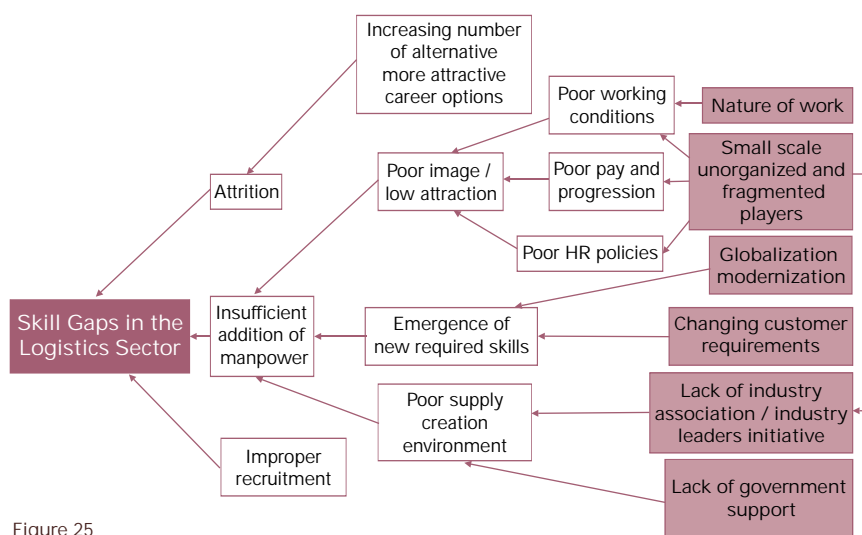 Increasing number
of alternative
more attractive
career options
Poor working
conditions
Nature of work
Small scale
unorganized and
fragmented
players
Poor image /
low attraction
Poor pay and
progression
Attrition
Poor HR policies
Globalization
modernization
Skill Gaps in the
Logistics Sector
Insufficient
addition of
manpower
Emergence of
new required skills
Changing customer
requirements
Poor supply
creation
environment
Lack of industry
association / industry
leaders initiative
Improper
recruitment
Lack of government
support
Figure 25